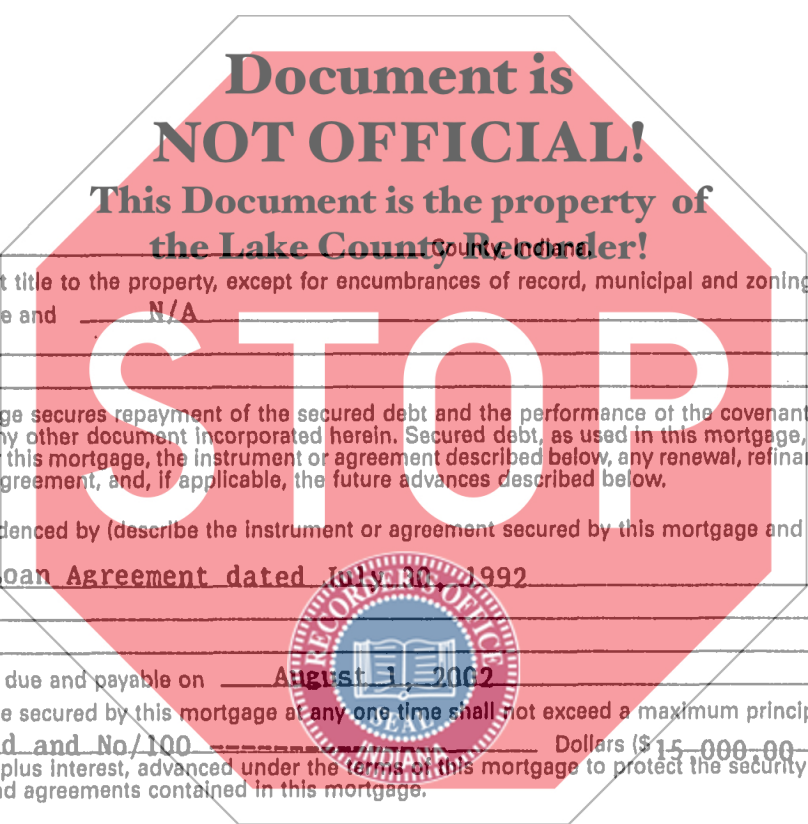 Document is
NOT OFFICIAL!
This Document is the property of
the Lake County Recorder!
County, Indiana,
t title to the property, except for encumbrances of record, municipal and zoning
e and N/A
STOP
ge secures repayment of the secured debt and the performance of the covenant
ny other document incorporated herein. Secured debt, as used in this mortgage,
this mortgage, the instrument or agreement described below, any renewal, refinan
greement, and, if applicable, the future advances described below.
denced by (describe the instrument or agreement secured by this mortgage and
oan Agreement dated July 1992
RECORDER'S OFFICE
due and payable on August 1, 2002
LAKE COUNTY
e secured by this mortgage at any one time shall not exceed a maximum princip
d and No/100 ---------------- Dollars ($15,000.00
INDIANA
plus interest, advanced under the terms of this mortgage to protect the security
nd agreements contained in this mortgage.